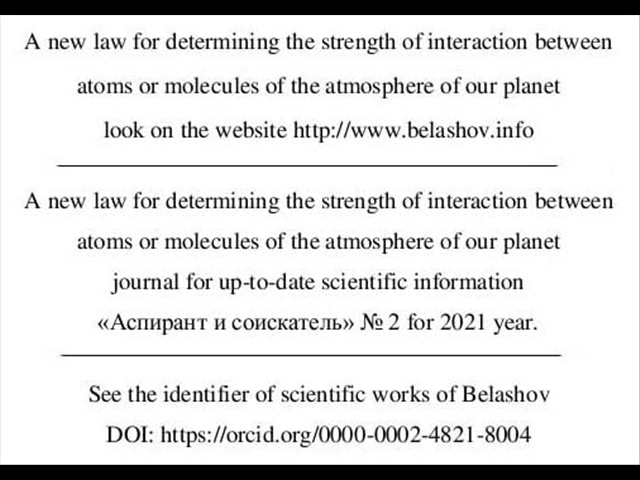 A new law for determining the strength of interaction between
atoms or molecules of the atmosphere of our planet
look on the website http://www.belashov.info
A new law for determining the strength of interaction between
atoms or molecules of the atmosphere of our planet
journal for up-to-date scientific information
«Аспирант и соискатель» № 2 for 2021 year.
See the identifier of scientific works of Belashov
DOI: https://orcid.org/0000-0002-4821-8004